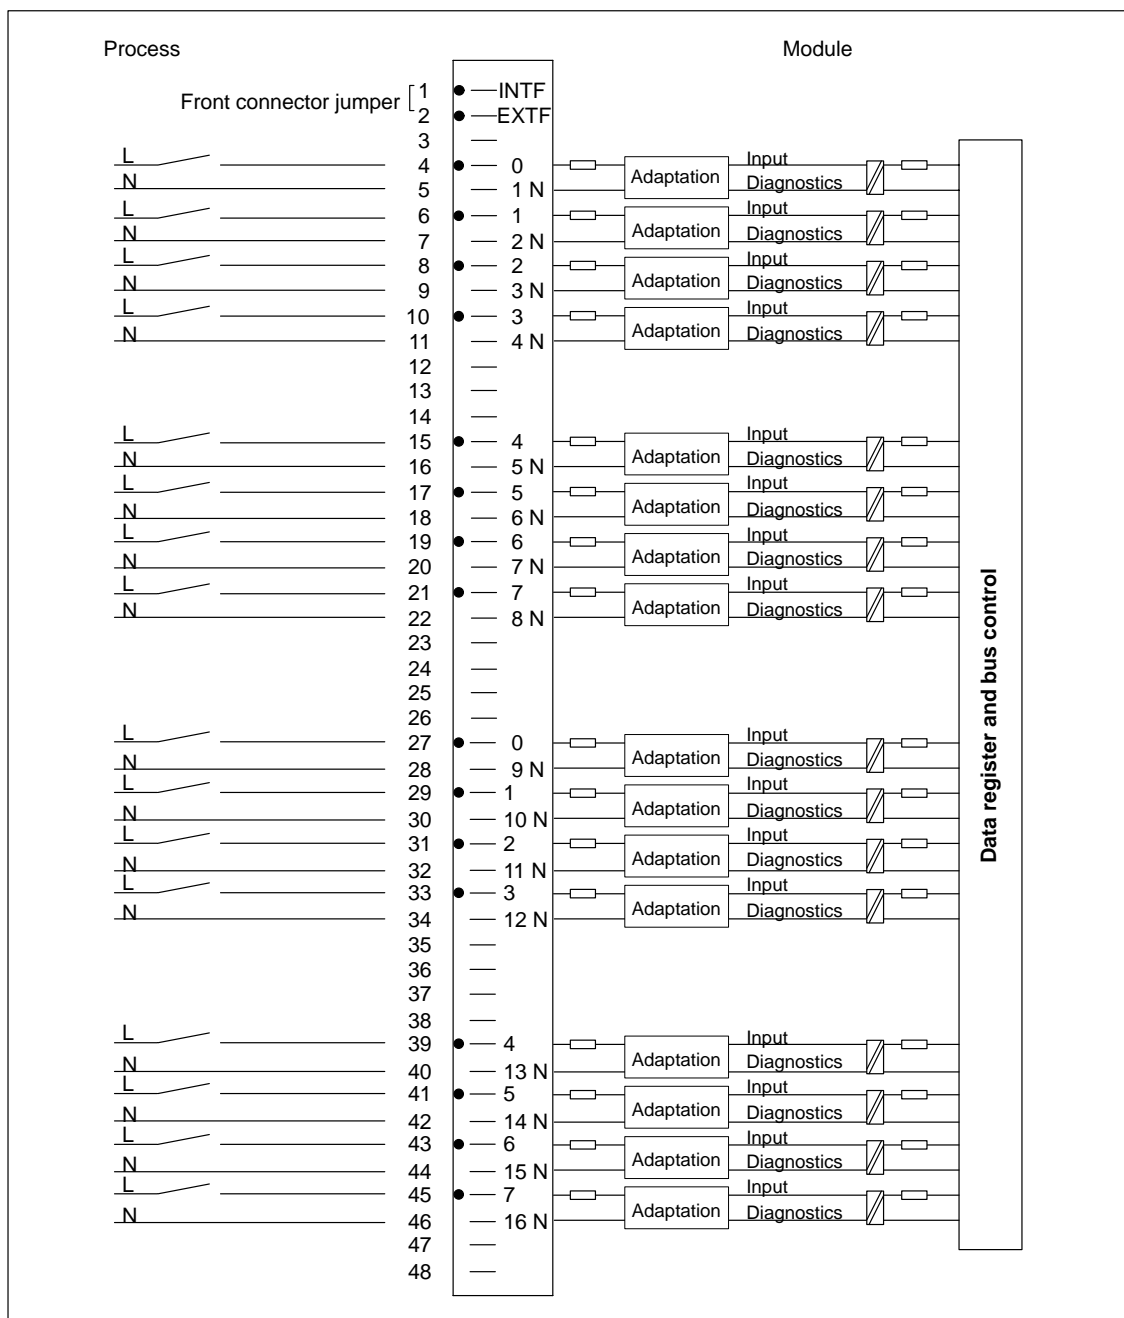 Process Module
1 INTF
Front connector jumper
2 EXTF
3
L 4 0 Input
Adaptation
N 5 1 N Diagnostics
L 6 1 Input
Adaptation
N 7 2 N Diagnostics
L 8 2 Input
Adaptation
N 9 3 N Diagnostics
L 10 3 Input
Adaptation
N 11 4 N Diagnostics
12
13
14
L 15 4 Input
Adaptation
N 16 5 N Diagnostics
L 17 5 Input
Adaptation
N 18 6 N Diagnostics
L 19 6 Input
Adaptation
N 20 7 N Diagnostics
L 21 7 Input
Adaptation
N 22 8 N Diagnostics
23
24
25
26
L 27 0 Input
Adaptation
N 28 9 N Diagnostics
L 29 1 Input
Adaptation
N 30 10 N Diagnostics
L 31 2 Input
Adaptation
N 32 11 N Diagnostics
L 33 3 Input
Adaptation
N 34 12 N Diagnostics
35
36
37
38
L 39 4 Input
Adaptation
N 40 13 N Diagnostics
L 41 5 Input
Adaptation
N 42 14 N Diagnostics
L 43 6 Input
Adaptation
N 44 15 N Diagnostics
L 45 7 Input
Adaptation
N 46 16 N Diagnostics
47
48
Data register and bus control